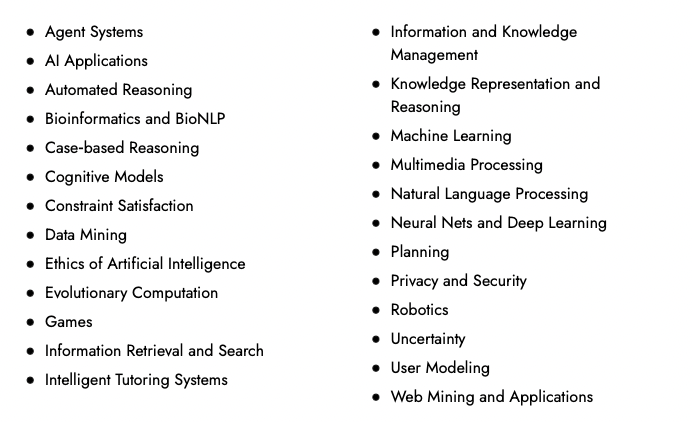 Agent Systems
AI Applications
Automated Reasoning
Bioinformatics and BioNLP
Case-based Reasoning
Cognitive Models
Constraint Satisfaction
Data Mining
Ethics of Artificial Intelligence
Evolutionary Computation
Games
Information Retrieval and Search
Intelligent Tutoring Systems
Information and Knowledge
Management
Knowledge Representation and
Reasoning
Machine Learning
Multimedia Processing
Natural Language Processing
Neural Nets and Deep Learning
Planning
Privacy and Security
Robotics
Uncertainty
User Modeling
Web Mining and Applications